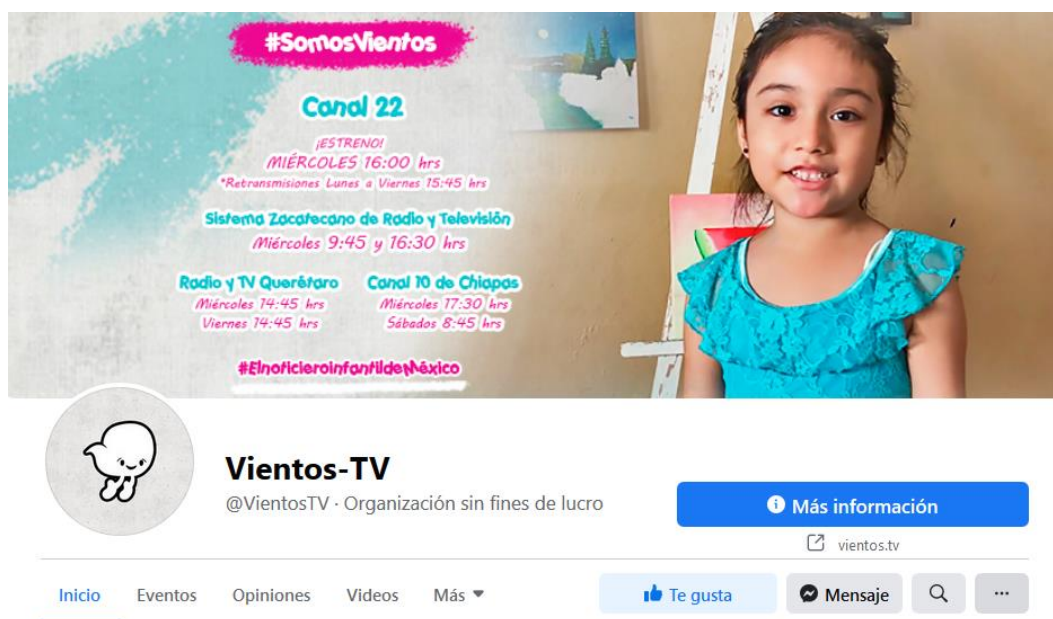 #SomosVientos
Canal 22
¡ESTRENO!
MIÉRCOLES 16:00 hrs
*Retransmisiones Lunes a Viernes 15:45 hrs
Sistema Zacatecano de Radio y Televisión
Miércoles 9:45 y 16:30 hrs
Radio y TV Querétaro
Miércoles 14:45 hrs
Viernes 14:45 hrs
Canal 10 de Chiapas
Miércoles 17:30 hrs
Sábados 8:45 hrs
#ElnoticieroinfantildeMéxico
Vientos-TV
@VientosTV · Organización sin fines de lucro
Más información
vientos.tv
Inicio Eventos Opiniones Videos Más Te gusta Mensaje